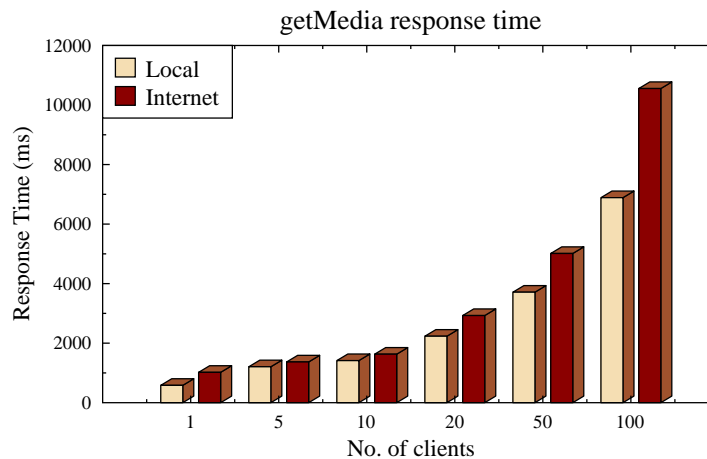 getMedia response time
12000
10000
8000
6000
4000
2000
0
Response Time (ms)
Local
Internet
1 5 10 20 50 100
No. of clients